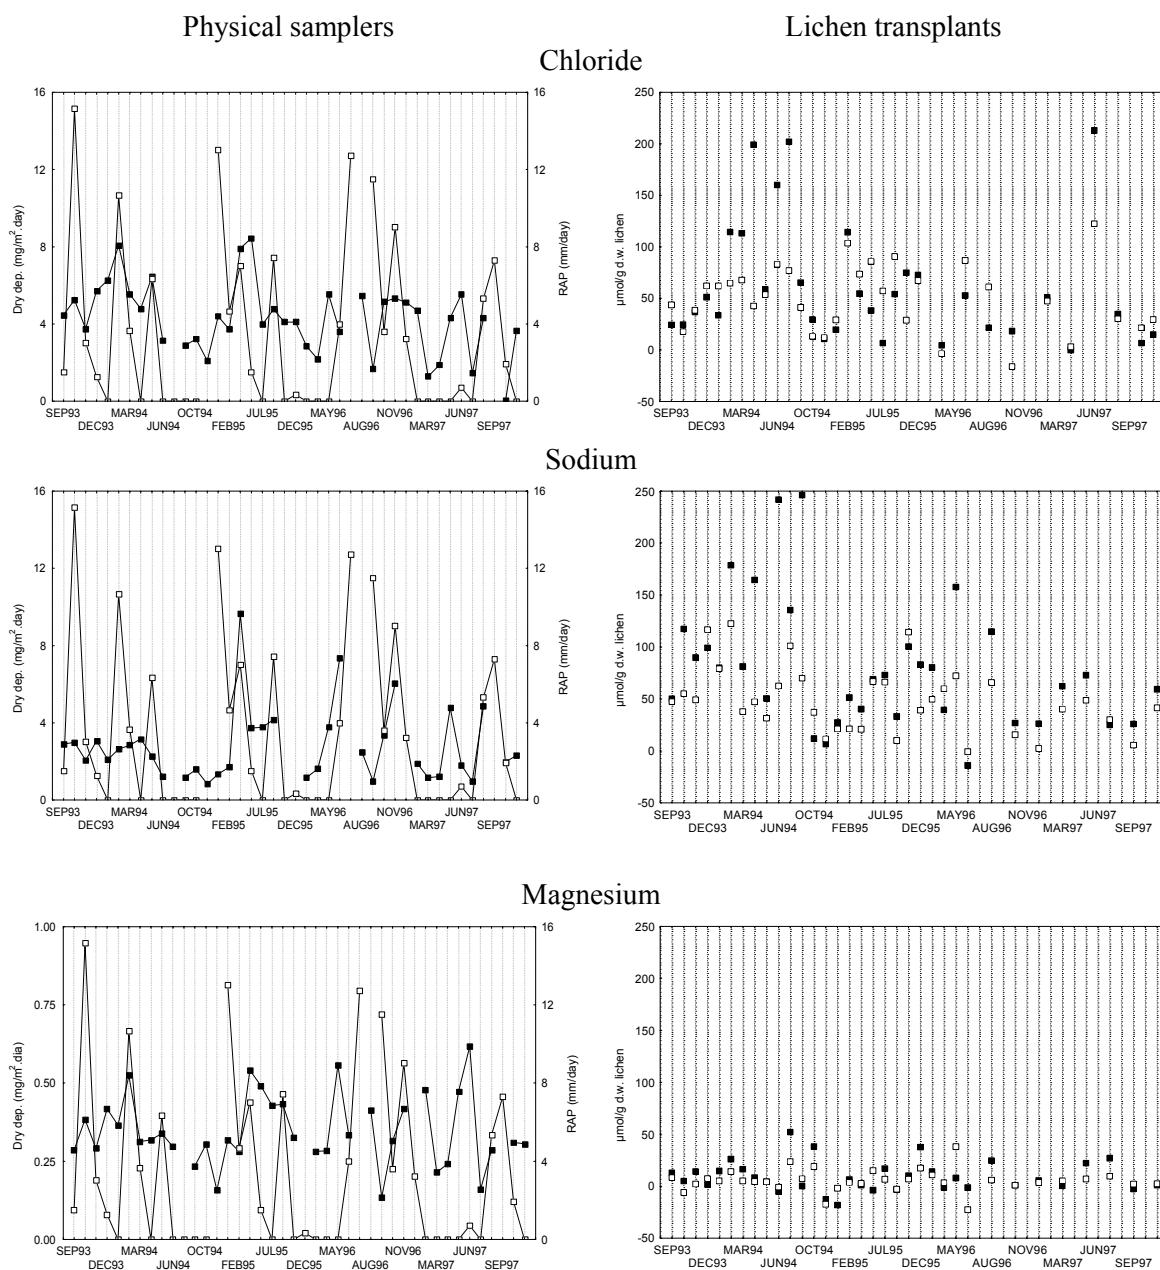 Physical samplers
Lichen transplants
Chloride
16
12
8
4
0
Dry dep. (mg/m².day)
16
12
8
4
0
RAP (mm/day)
SEP93 MAR94 OCT94 JUL95 MAY96 NOV96 JUN97
DEC93 JUN94 FEB95 DEC95 AUG96 MAR97 SEP97
250
200
150
100
50
0
-50
µmol/g d.w. lichen
SEP93 MAR94 OCT94 JUL95 MAY96 NOV96 JUN97
DEC93 JUN94 FEB95 DEC95 AUG96 MAR97 SEP97
Sodium
16
12
8
4
0
Dry dep. (mg/m².day)
16
12
8
4
0
RAP (mm/day)
SEP93 MAR94 OCT94 JUL95 MAY96 NOV96 JUN97
DEC93 JUN94 FEB95 DEC95 AUG96 MAR97 SEP97
250
200
150
100
50
0
-50
µmol/g d.w. lichen
SEP93 MAR94 OCT94 JUL95 MAY96 NOV96 JUN97
DEC93 JUN94 FEB95 DEC95 AUG96 MAR97 SEP97
Magnesium
1.00
0.75
0.50
0.25
0.00
Dry dep. (mg/m².dia)
16
12
8
4
0
RAP (mm/day)
SEP93 MAR94 OCT94 JUL95 MAY96 NOV96 JUN97
DEC93 JUN94 FEB95 DEC95 AUG96 MAR97 SEP97
250
200
150
100
50
0
-50
µmol/g d.w. lichen
SEP93 MAR94 OCT94 JUL95 MAY96 NOV96 JUN97
DEC93 JUN94 FEB95 DEC95 AUG96 MAR97 SEP97